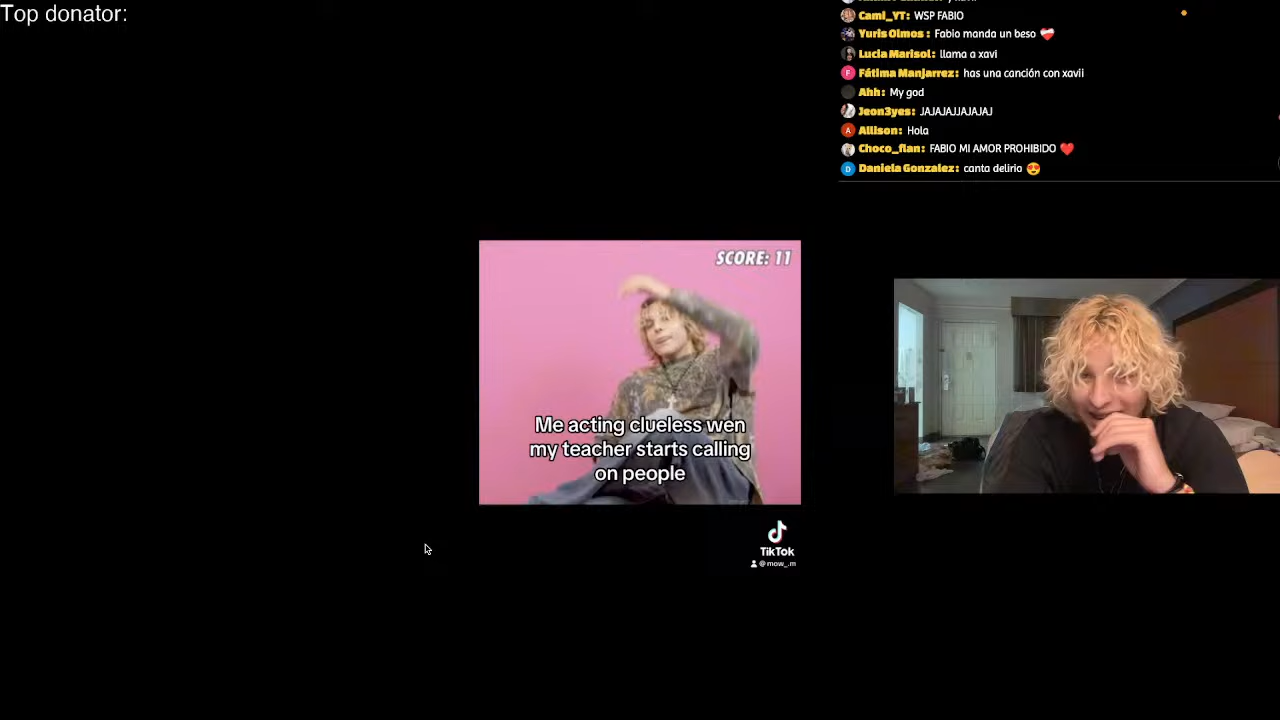 Top donator:
Cami_YT: WSP FABIO
Yuris Olmos : Fabio manda un beso ❤️‍🩹
Lucia Marisol: llama a xavi
F
Fátima Manjarrez: has una canción con xavii
Ahh: My god
Jeon3yes: JAJAJAJJAJAJAJ
A
Allison: Hola
Choco_flan: FABIO MI AMOR PROHIBIDO ❤️
D
Daniela Gonzalez: canta delirio 😍
SCORE: 11
Me acting clueless wen
my teacher starts calling
on people
TikTok
@mow_.m